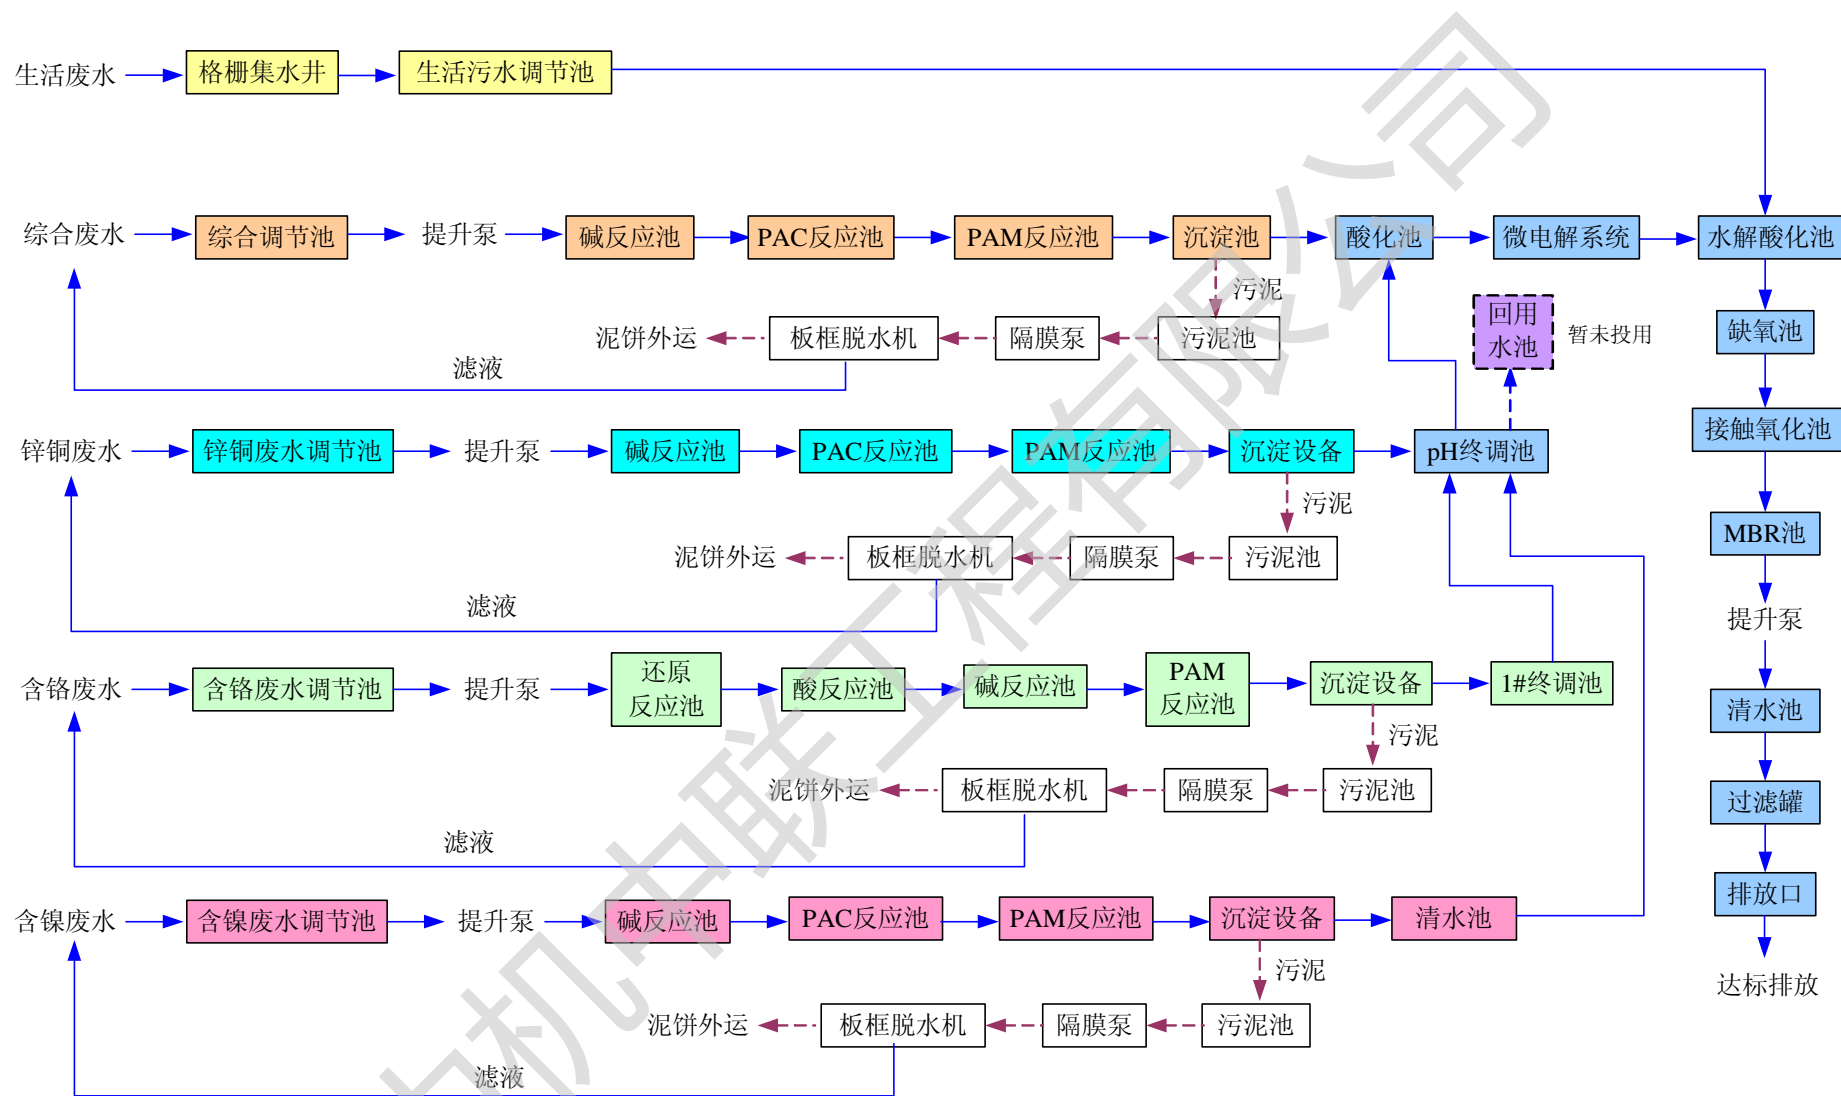 生活废水
格栅集水井
生活污水调节池
综合废水
综合调节池
提升泵
碱反应池
PAC反应池
PAM反应池
沉淀池
酸化池
微电解系统
水解酸化池
污泥
泥饼外运
板框脱水机
隔膜泵
污泥池
滤液
回用
水池
暂未投用
缺氧池
锌铜废水
锌铜废水调节池
提升泵
碱反应池
PAC反应池
PAM反应池
沉淀设备
pH终调池
接触氧化池
污泥
泥饼外运
板框脱水机
隔膜泵
污泥池
滤液
MBR池
提升泵
含铬废水
含铬废水调节池
提升泵
还原
反应池
酸反应池
碱反应池
PAM
反应池
沉淀设备
1#终调池
清水池
污泥
泥饼外运
板框脱水机
隔膜泵
污泥池
滤液
过滤罐
含镍废水
含镍废水调节池
提升泵
碱反应池
PAC反应池
PAM反应池
沉淀设备
清水池
排放口
污泥
达标排放
泥饼外运
板框脱水机
隔膜泵
污泥池
滤液
机中联工程有限公司